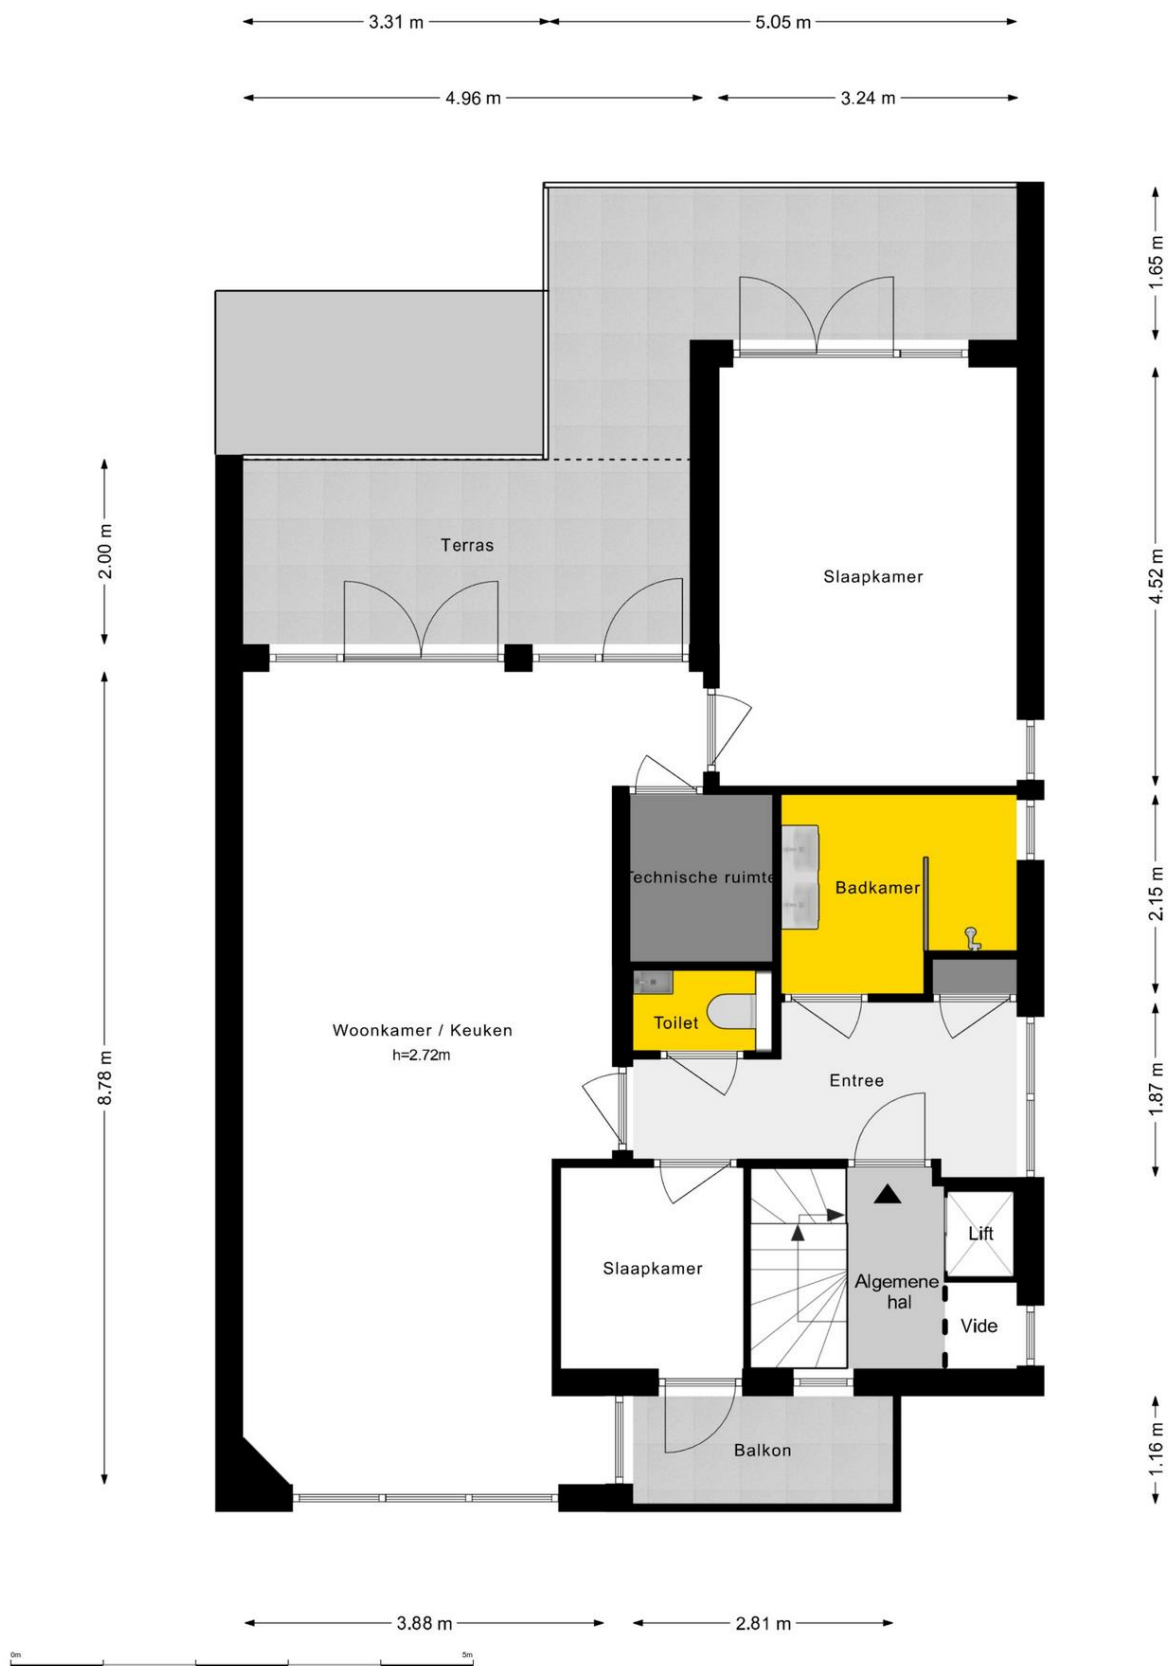 3.31 m
5.05 m
4.96 m
3.24 m
1.65 m
2.00 m
Terras
Slaapkamer
4.52 m
Technische ruimte
Badkamer
2.15 m
Woonkamer / Keuken
h=2.72m
Toilet
8.78 m
Entree
1.87 m
Slaapkamer
Lift
Algemene
hal
Vide
Balkon
1.16 m
3.88 m
2.81 m
0m
5m